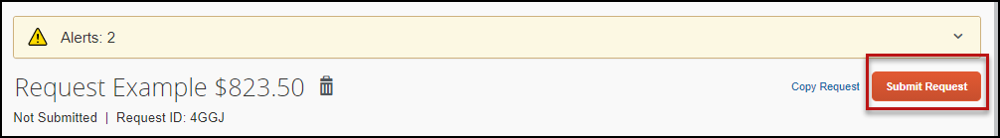 Alerts: 2
Request Example $823.50
Copy Request
Submit Request
Not Submitted | Request ID: 4GGJ